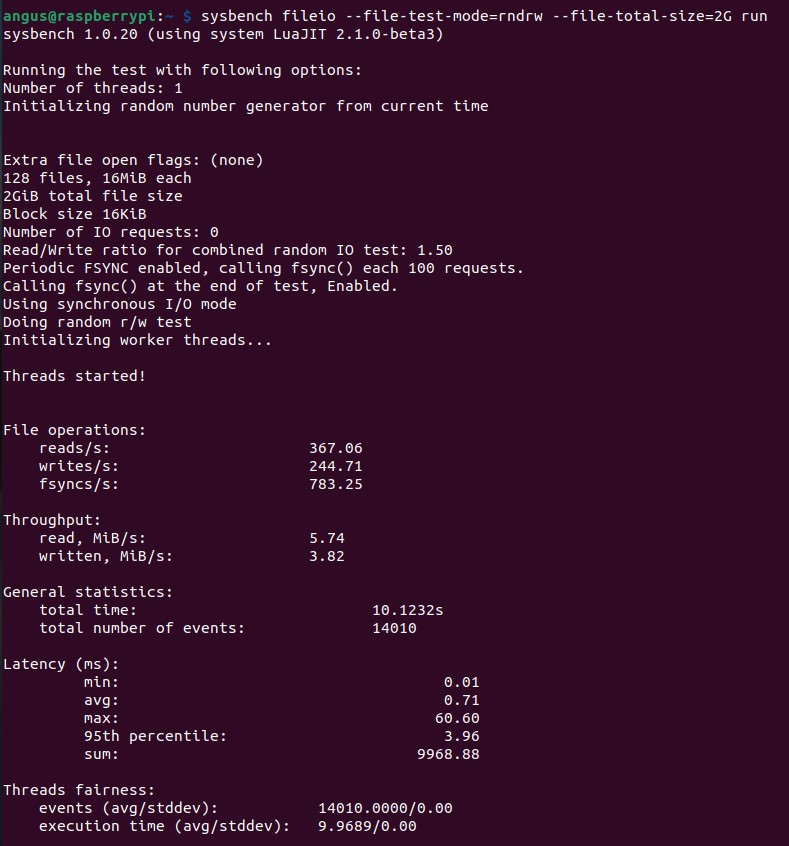 angus@raspberrypi:~ $ sysbench fileio --file-test-mode=rndrw --file-total-size=2G run
sysbench 1.0.20 (using system LuaJIT 2.1.0-beta3)
Running the test with following options:
Number of threads: 1
Initializing random number generator from current time
Extra file open flags: (none)
128 files, 16MiB each
2GiB total file size
Block size 16KiB
Number of IO requests: 0
Read/Write ratio for combined random IO test: 1.50
Periodic FSYNC enabled, calling fsync() each 100 requests.
Calling fsync() at the end of test, Enabled.
Using synchronous I/O mode
Doing random r/w test
Initializing worker threads...
Threads started!
File operations:
reads/s: 367.06
writes/s: 244.71
fsyncs/s: 783.25
Throughput:
read, MiB/s: 5.74
written, MiB/s: 3.82
General statistics:
total time: 10.1232s
total number of events: 14010
Latency (ms):
min: 0.01
avg: 0.71
max: 60.60
95th percentile: 3.96
sum: 9968.88
Threads fairness:
events (avg/stddev): 14010.0000/0.00
execution time (avg/stddev): 9.9689/0.00